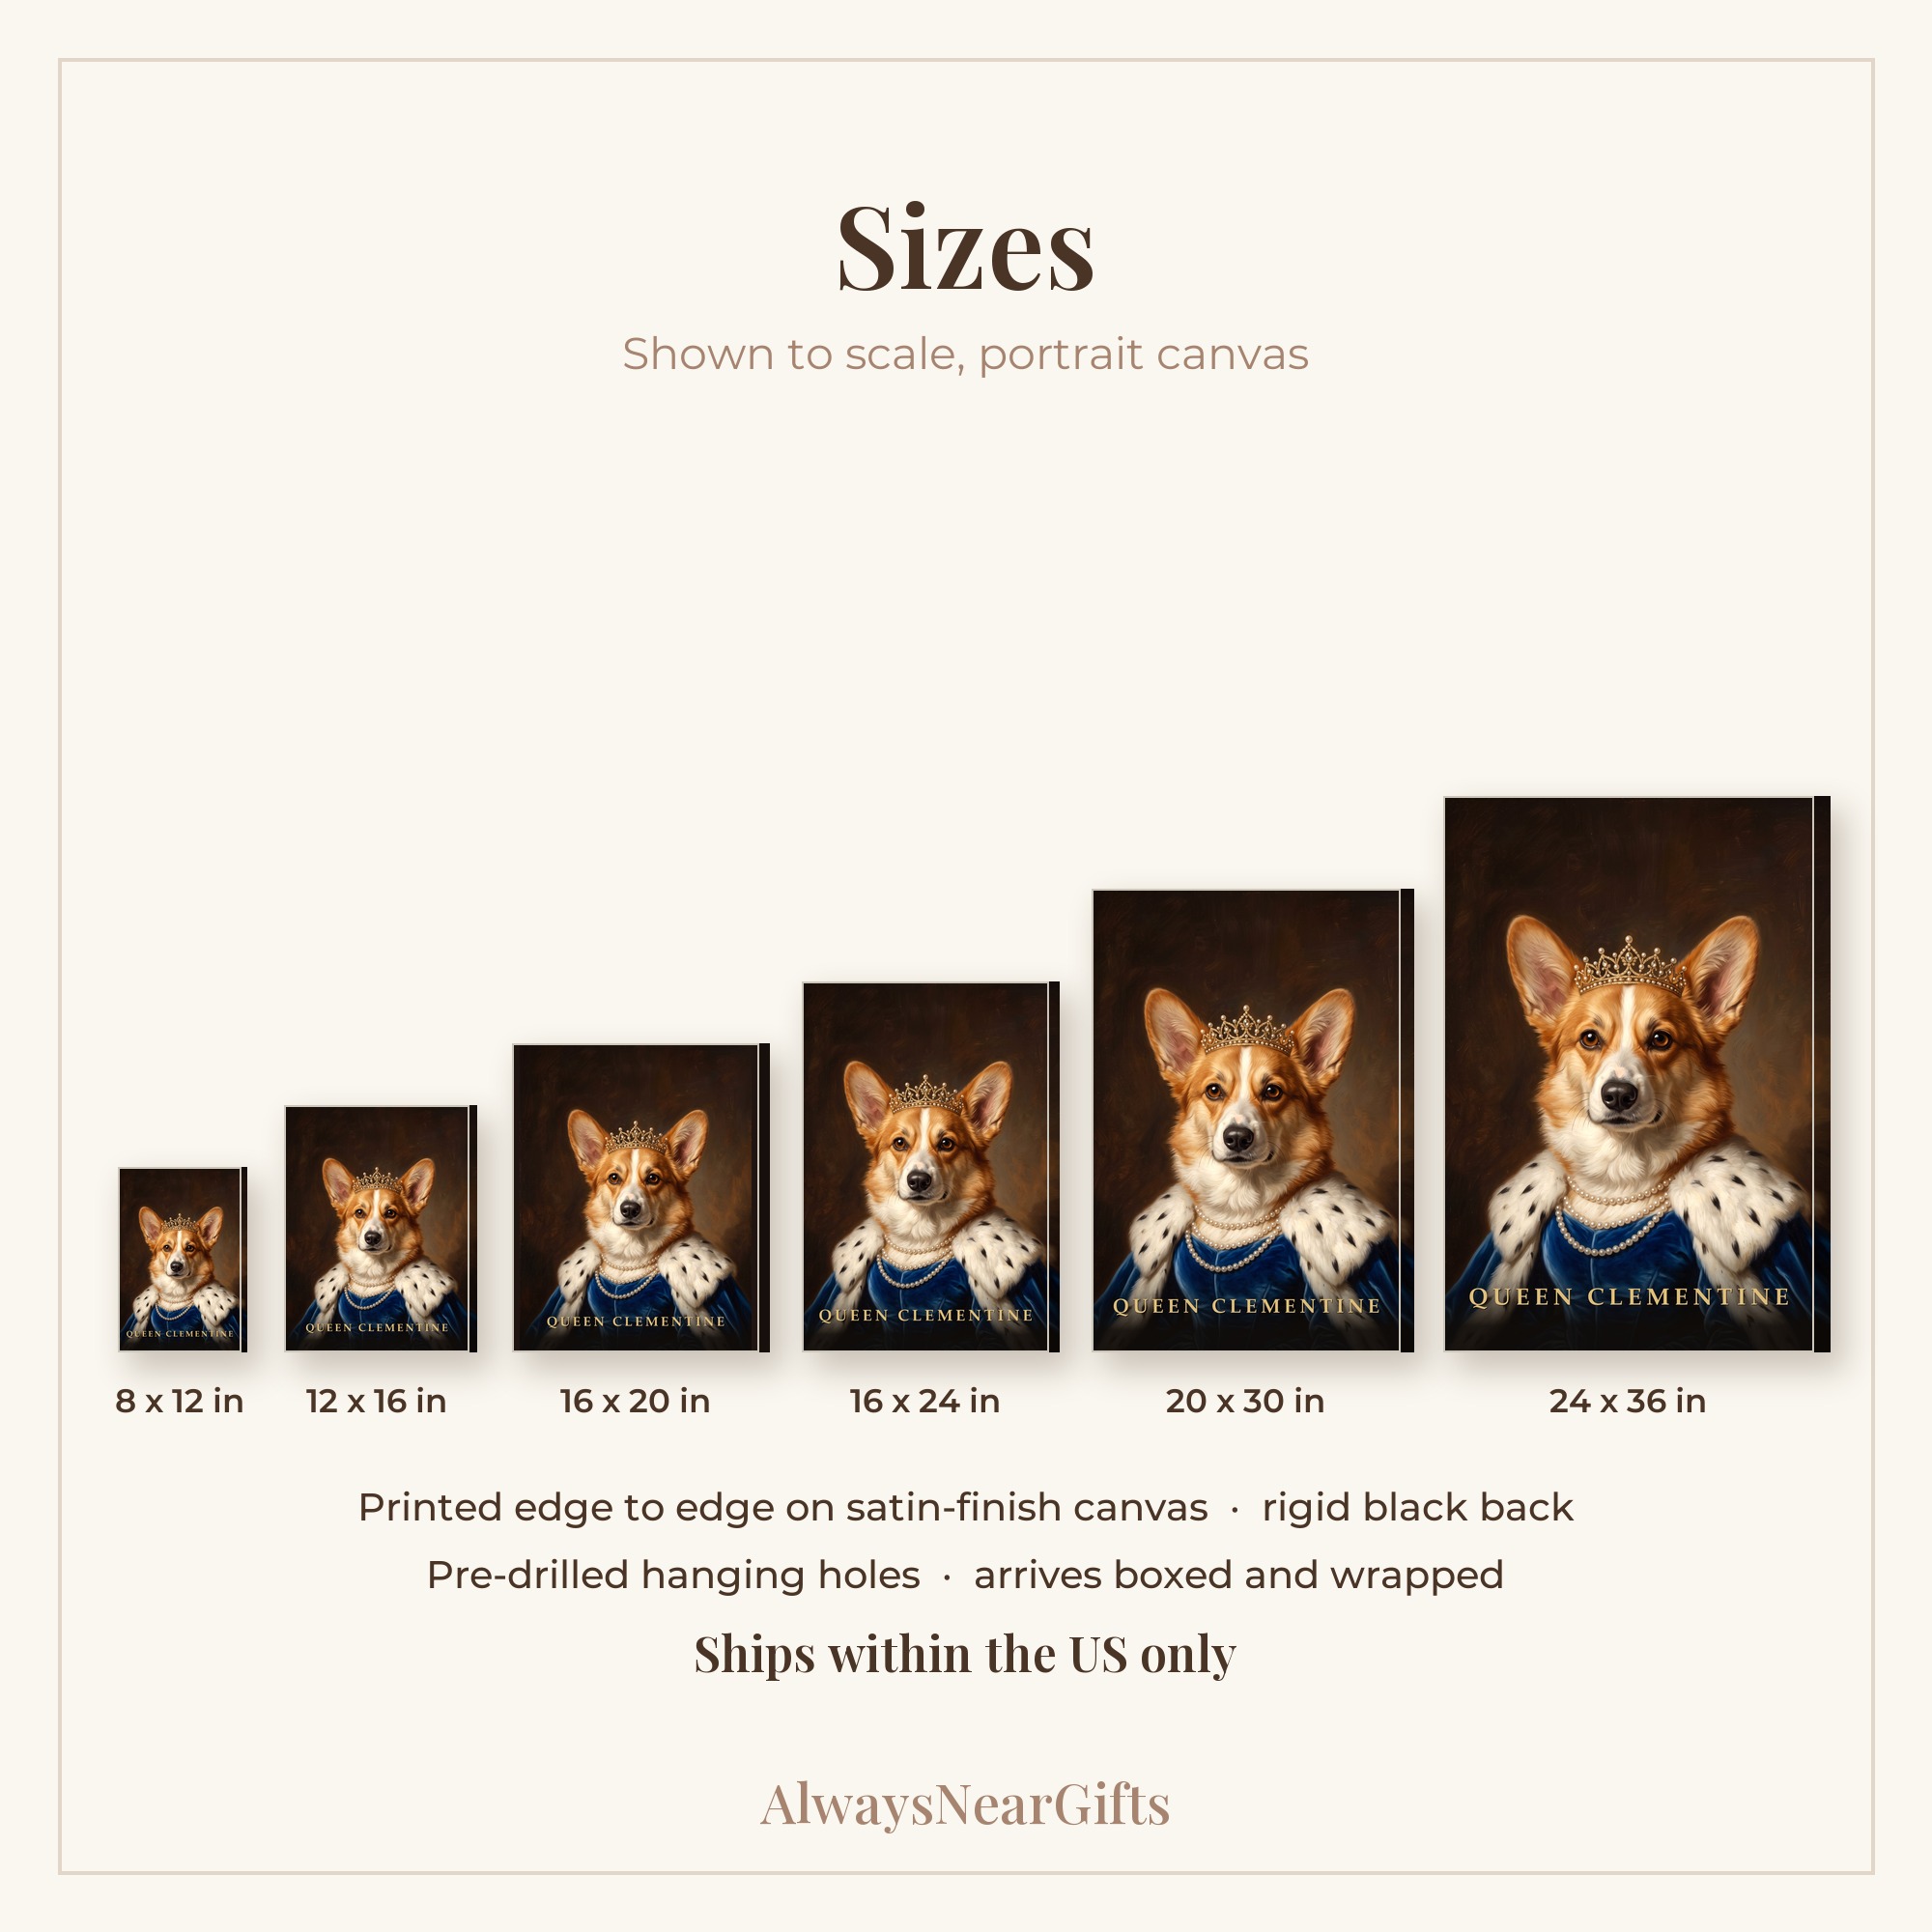 Sizes
Shown to scale, portrait canvas
QUEEN CLEMENTINE
QUEEN CLEMENTINE
QUEEN CLEMENTINE
QUEEN CLEMENTINE
QUEEN CLEMENTINE
QUEEN CLEMENTINE
8 x 12 in
12 x 16 in
16 x 20 in
16 x 24 in
20 x 30 in
24 x 36 in
Printed edge to edge on satin-finish canvas · rigid black back
Pre-drilled hanging holes · arrives boxed and wrapped
Ships within the US only
AlwaysNearGifts